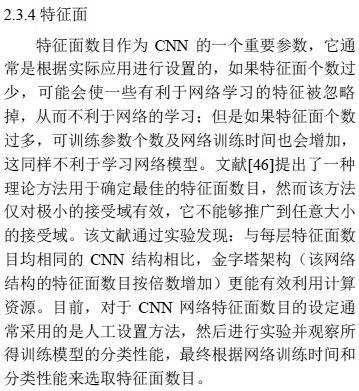 2.3.4 特征面
特征面数目作为 CNN 的一个重要参数，它通
常是根据实际应用进行设置的，如果特征面个数过
少，可能会使一些有利于网络学习的特征被忽略
掉，从而不利于网络的学习；但是如果特征面个数
过多，可训练参数个数及网络训练时间也会增加，
这同样不利于学习网络模型。文献[46]提出了一种
理论方法用于确定最佳的特征面数目，然而该方法
仅对极小的接受域有效，它不能够推广到任意大小
的接受域。该文献通过实验发现：与每层特征面数
目均相同的 CNN 结构相比，金字塔架构（该网络
结构的特征面数目按倍数增加）更能有效利用计算
资源。目前，对于 CNN 网络特征面数目的设定通
常采用的是人工设置方法，然后进行实验并观察所
得训练模型的分类性能，最终根据网络训练时间和
分类性能来选取特征面数目。